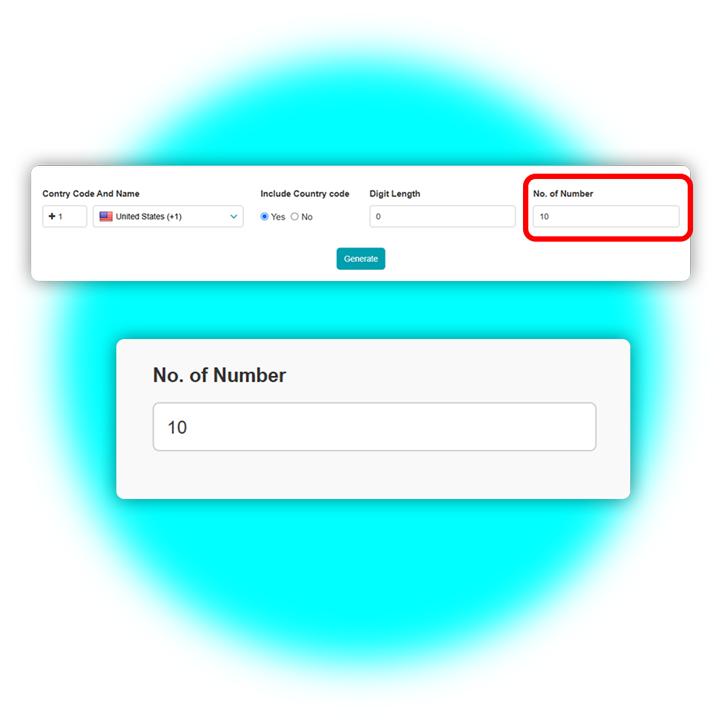 Contry Code And Name
Include Country code
Digit Length
No. of Number
+ 1
United States (+1)
Yes
No
0
10
Generate
No. of Number
10